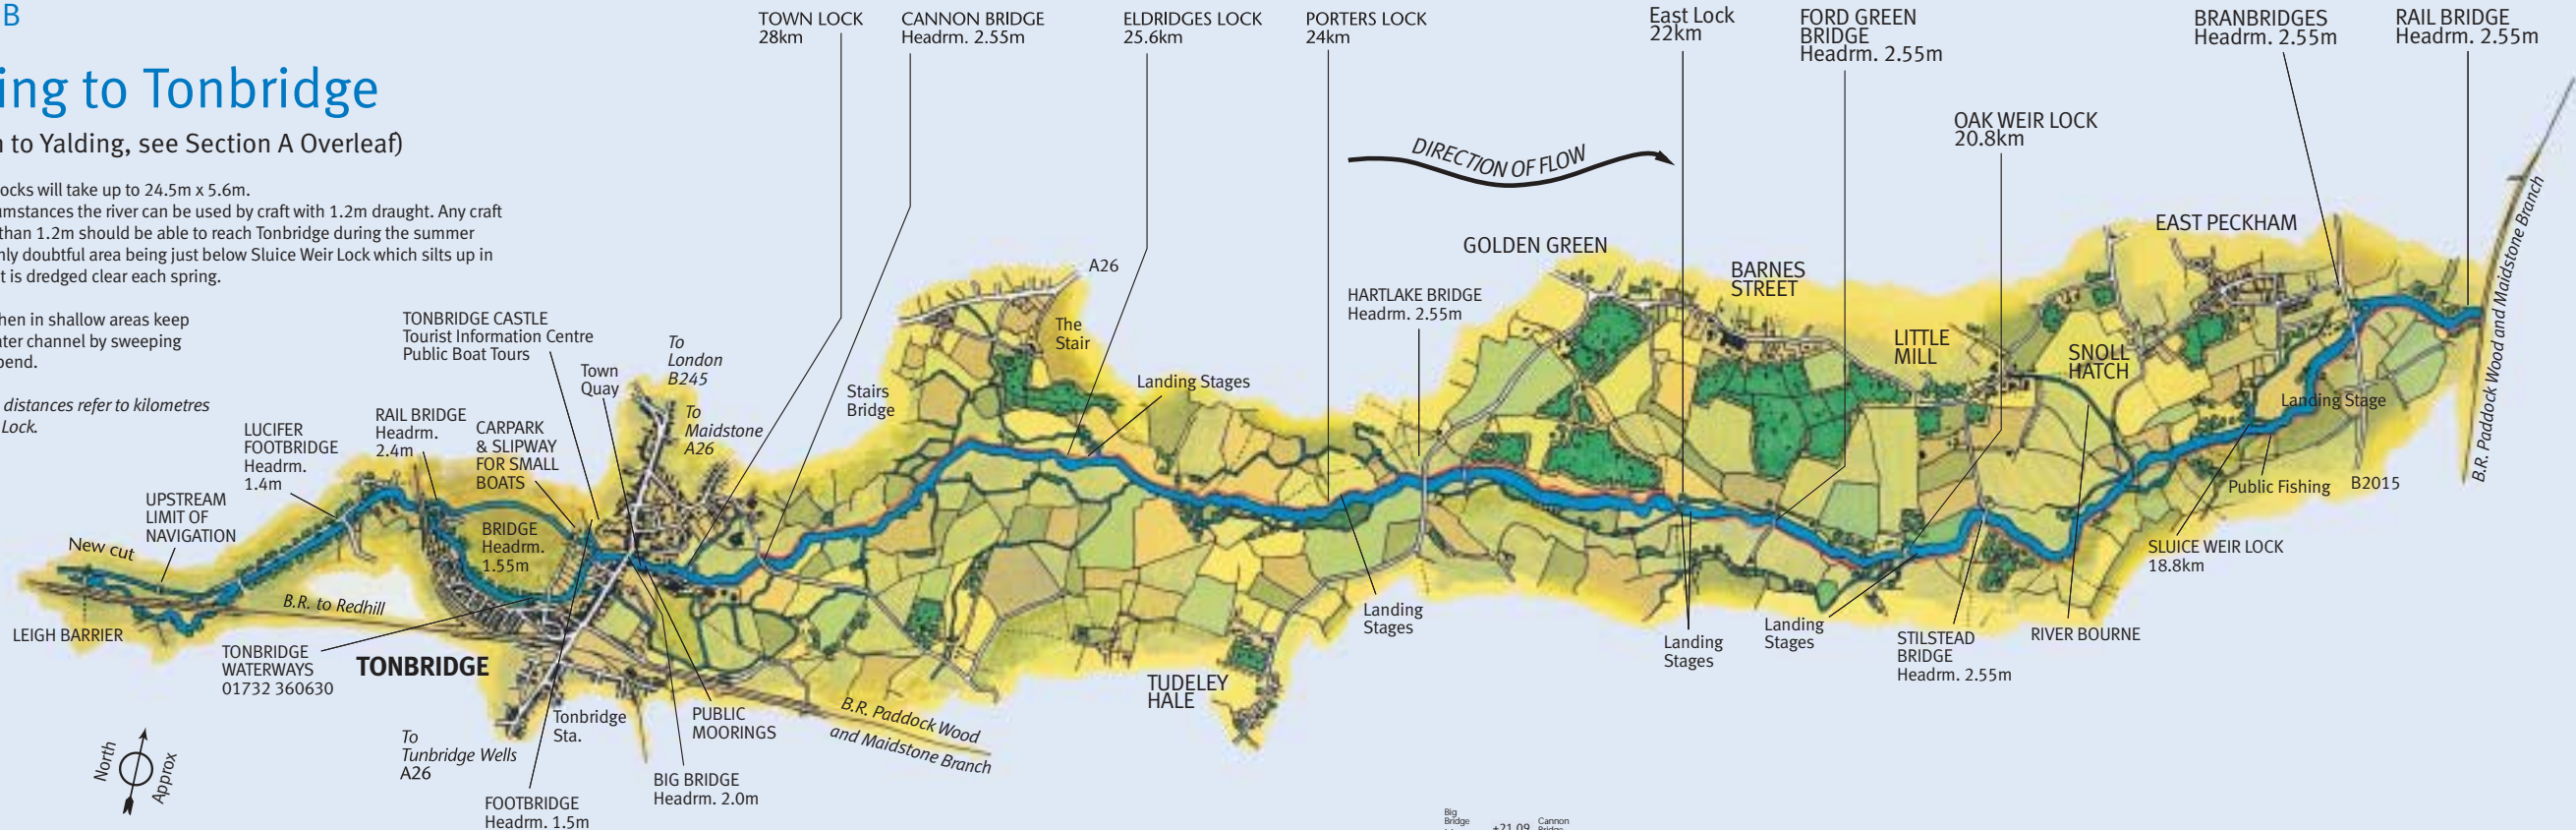 B
ing to Tonbridge
to Yalding, see Section A Overleaf)
ocks will take up to 24.5m x 5.6m.
umstances the river can be used by craft with 1.2m draught. Any craft
than 1.2m should be able to reach Tonbridge during the summer
nly doubtful area being just below Sluice Weir Lock which silts up in
t is dredged clear each spring.
hen in shallow areas keep
ater channel by sweeping
bend.
distances refer to kilometres
Lock.
TOWN LOCK
28km
CANNON BRIDGE
Headrm. 2.55m
ELDRIDGES LOCK
25.6km
PORTERS LOCK
24km
East Lock
22km
FORD GREEN
BRIDGE
Headrm. 2.55m
BRANBRIDGES
Headrm. 2.55m
RAIL BRIDGE
Headrm. 2.55m
OAK WEIR LOCK
20.8km
DIRECTION OF FLOW
EAST PECKHAM
B.R. Paddock Wood and Maidstone Branch
GOLDEN GREEN
BARNES
STREET
HARTLAKE BRIDGE
Headrm. 2.55m
A26
The
Stair
LITTLE
MILL
SNOLL
HATCH
TONBRIDGE CASTLE
Tourist Information Centre
Public Boat Tours
Town
Quay
To
London
B245
To
Maidstone
A26
Stairs
Bridge
Landing Stages
Landing Stage
RAIL BRIDGE
Headrm.
2.4m
CARPARK
& SLIPWAY
FOR SMALL
BOATS
LUCIFER
FOOTBRIDGE
Headrm.
1.4m
UPSTREAM
LIMIT OF
NAVIGATION
New cut
BRIDGE
Headrm.
1.55m
Public Fishing
B2015
SLUICE WEIR LOCK
18.8km
B.R. to Redhill
LEIGH BARRIER
TONBRIDGE
WATERWAYS
01732 360630
TONBRIDGE
Landing
Stages
Landing
Stages
Landing
Stages
STILSTEAD
BRIDGE
Headrm. 2.55m
RIVER BOURNE
TUDELEY
HALE
B.R. Paddock Wood
and Maidstone Branch
PUBLIC
MOORINGS
Tonbridge
Sta.
To
Tunbridge Wells
A26
North
Approx
BIG BRIDGE
Headrm. 2.0m
FOOTBRIDGE
Headrm. 1.5m
Big
Bridge
+21.09
Cannon
Bridge